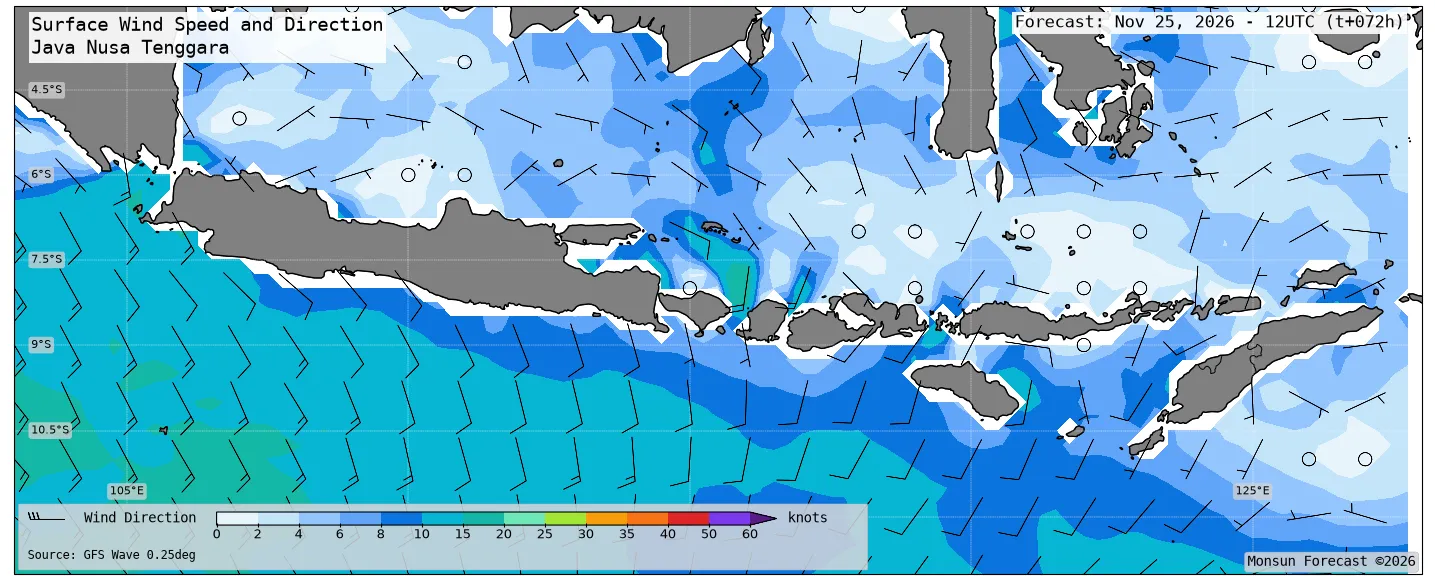 Surface Wind Speed and Direction
Java Nusa Tenggara
Forecast: Nov 25, 2026 - 12UTC (t+072h)
4.5°S
6°S
7.5°S
9°S
10.5°S
105°E
125°E
Wind Direction
0 2 4 6 8 10 15 20 25 30 35 40 50 60
knots
Source: GFS Wave 0.25deg
Monsun Forecast ©2026